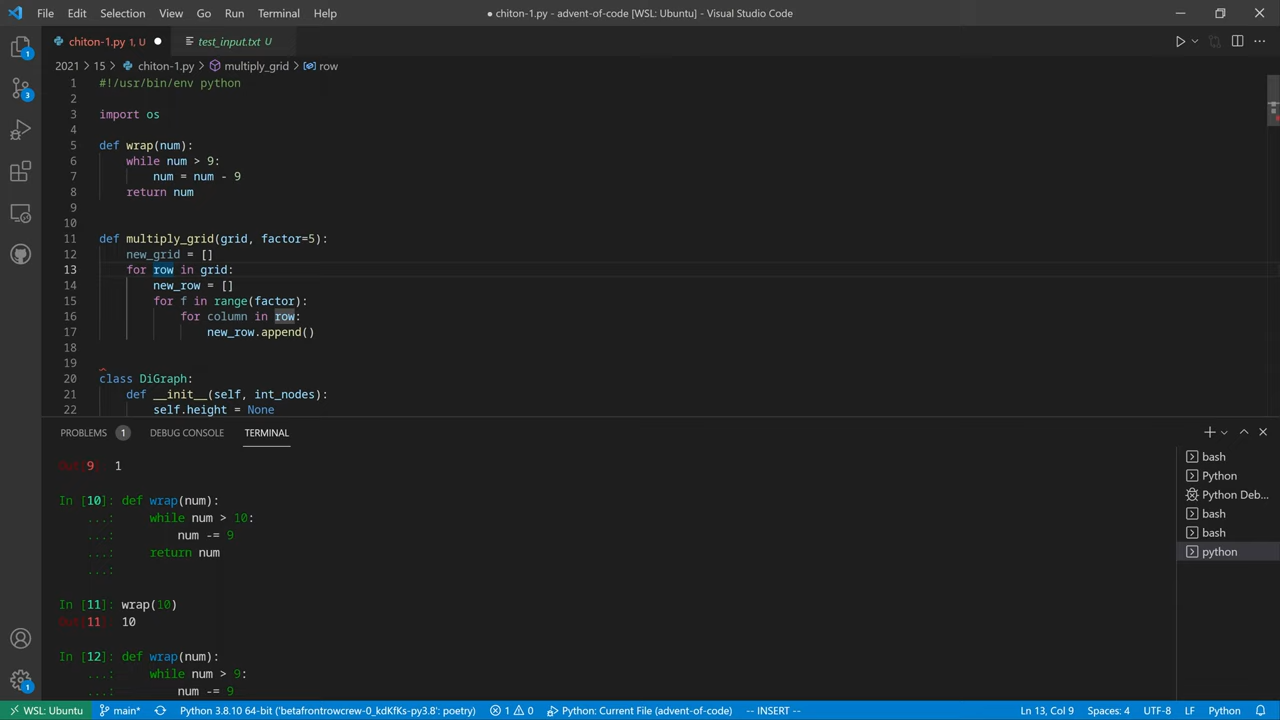 File Edit Selection View Go Run Terminal Help
● chiton-1.py - advent-of-code [WSL: Ubuntu] - Visual Studio Code
chiton-1.py 1, U ●
test_input.txt U
2021 > 15 > chiton-1.py > multiply_grid > row
1 #!/usr/bin/env python
2
3 import os
4
5 def wrap(num):
6     while num > 9:
7         num = num - 9
8     return num
9
10
11 def multiply_grid(grid, factor=5):
12     new_grid = []
13     for row in grid:
14         new_row = []
15         for f in range(factor):
16             for column in row:
17                 new_row.append()
18
19
20 class DiGraph:
21     def __init__(self, int_nodes):
22         self.height = None
PROBLEMS 1 DEBUG CONSOLE TERMINAL
Out[9] 1
In [10]: def wrap(num):
...:     while num > 10:
...:         num -= 9
...:     return num
...:
In [11]: wrap(10)
Out[11] 10
In [12]: def wrap(num):
...:     while num > 9:
...:         num -= 9
bash
Python
Python Deb...
bash
bash
python
1
3
1
WSL: Ubuntu main* Python 3.8.10 64-bit ('betafrontrowcrew-0_kdKfKs-py3.8': poetry) 1 0 Python: Current File (advent-of-code) -- INSERT -- Ln 13, Col 9 Spaces: 4 UTF-8 LF Python